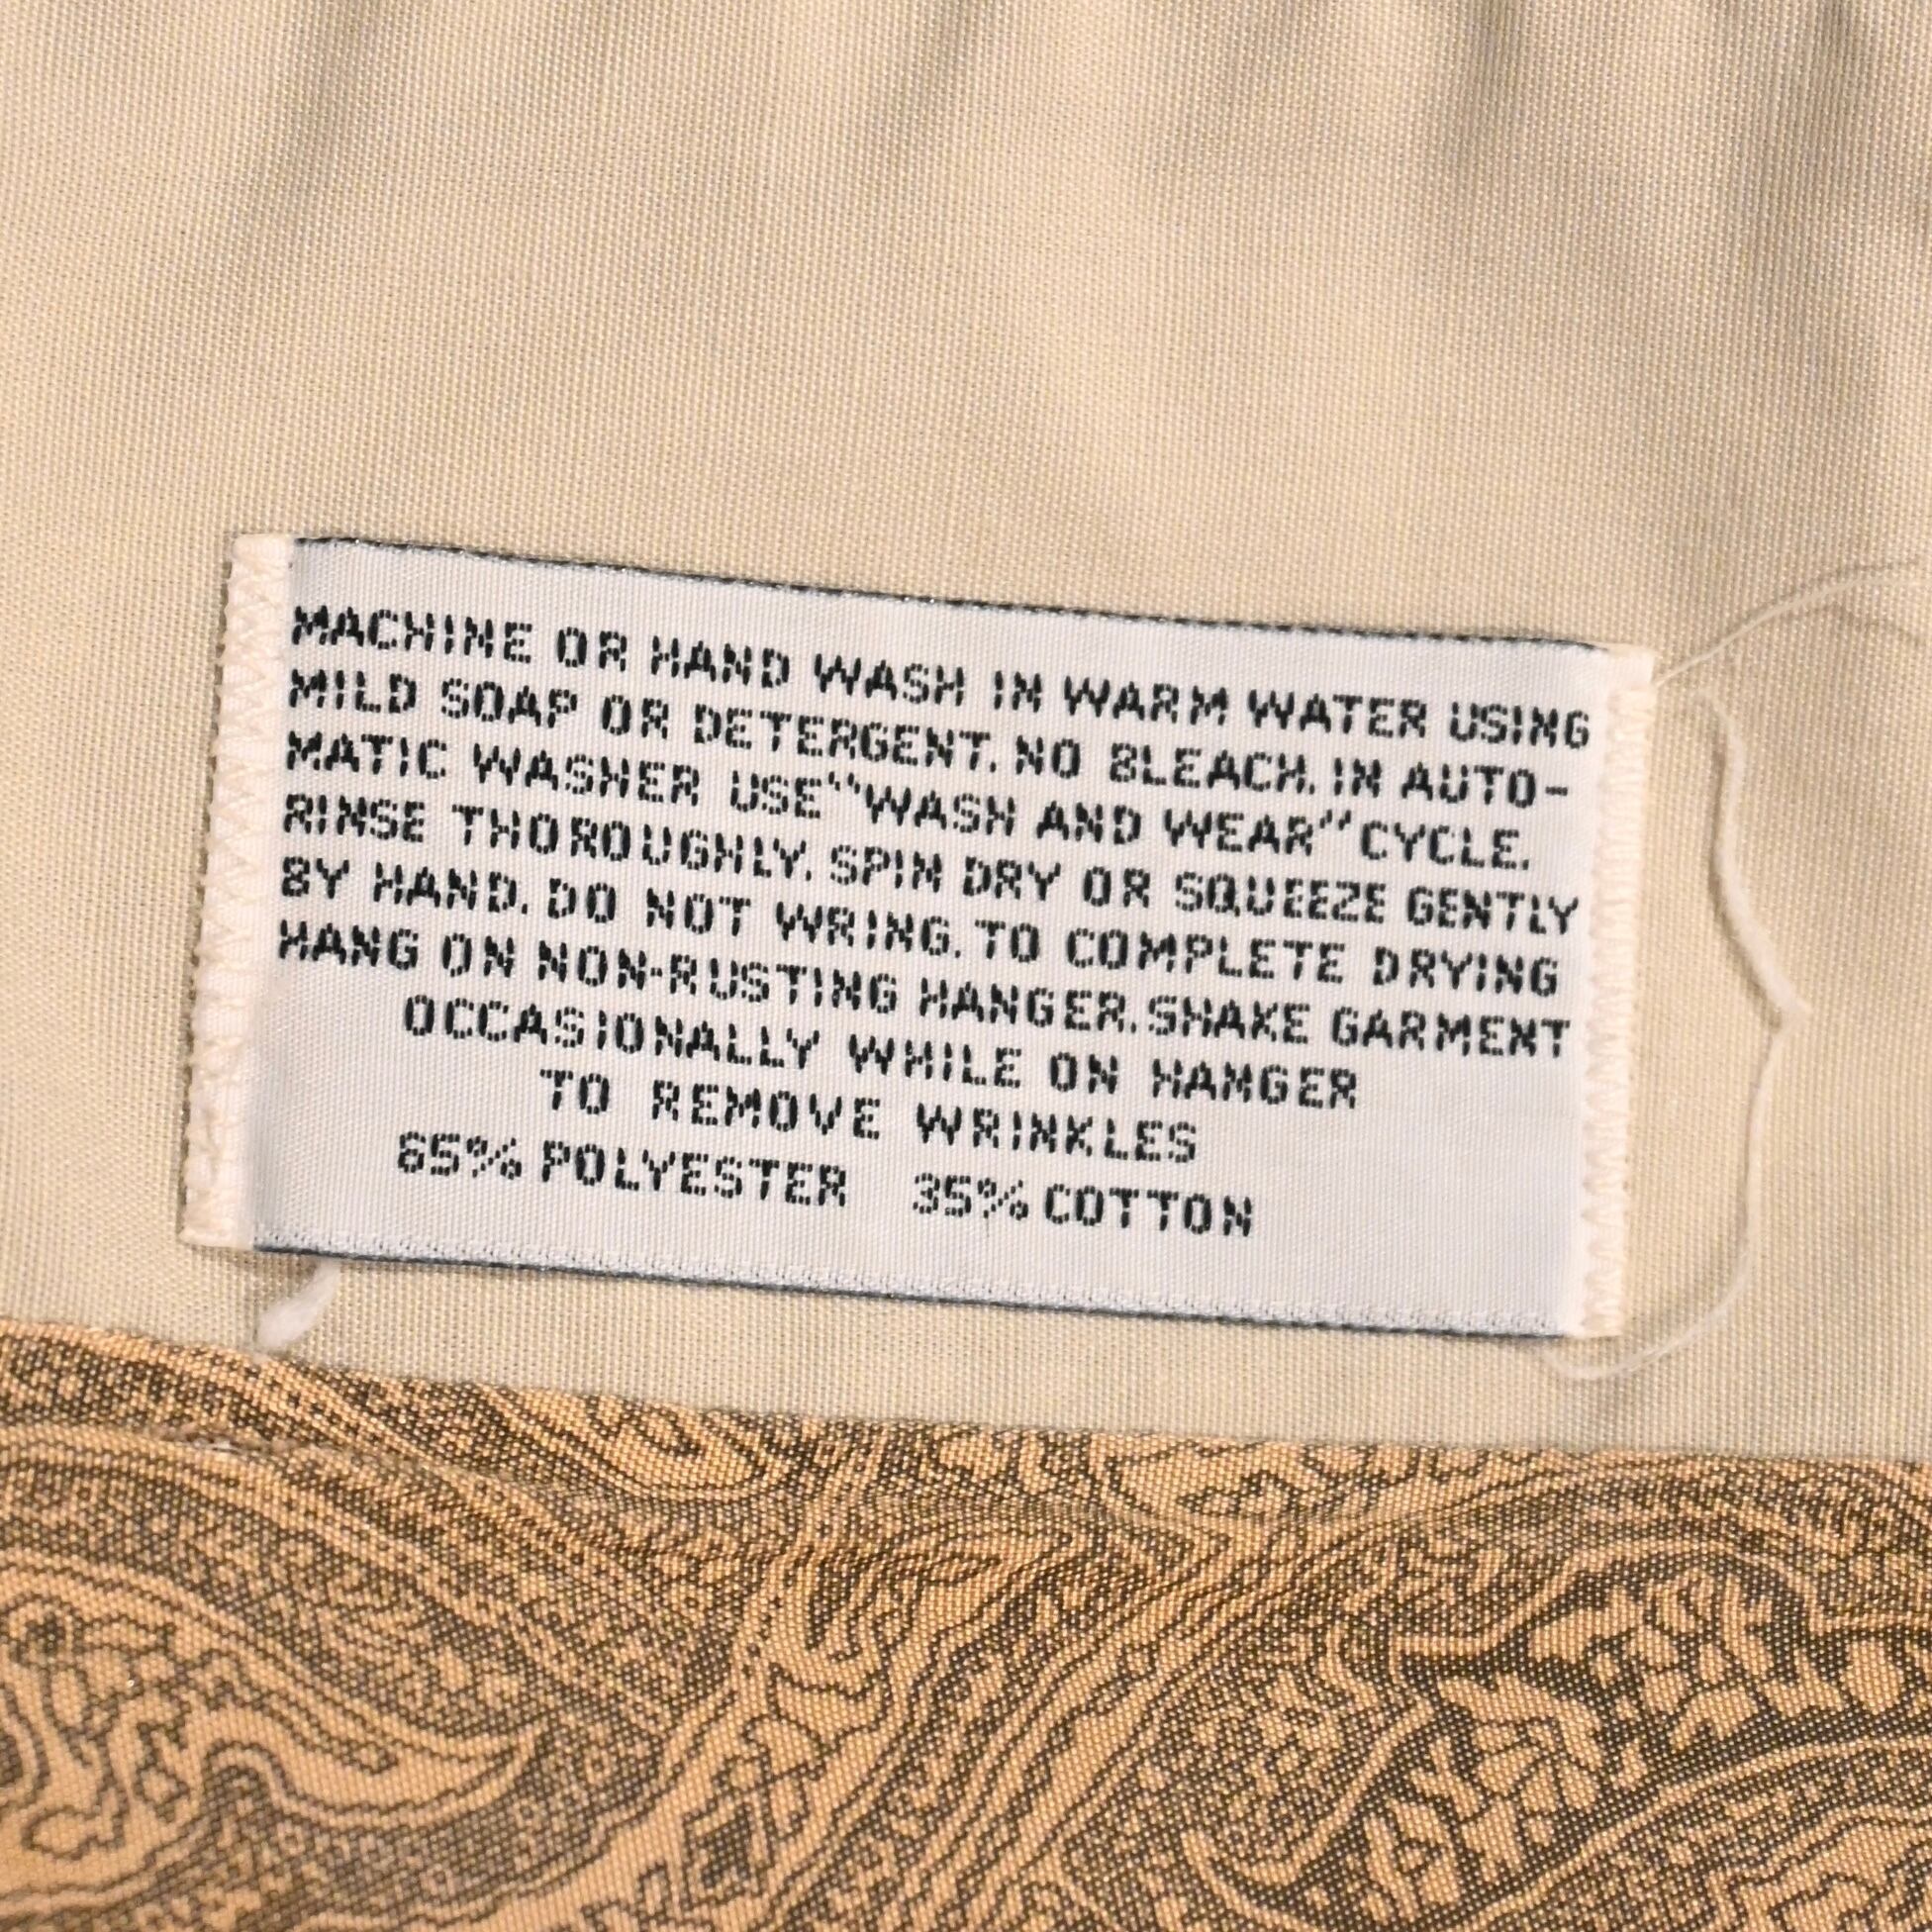 MACHINE OR HAND WASH IN WARM WATER USING
MILD SOAP OR DETERGENT. NO BLEACH. IN AUTO-
MATIC WASHER USE "WASH AND WEAR" CYCLE.
RINSE THOROUGHLY. SPIN DRY OR SQUEEZE GENTLY
BY HAND. DO NOT WRING. TO COMPLETE DRYING
HANG ON NON-RUSTING HANGER. SHAKE GARMENT
OCCASIONALLY WHILE ON HANGER
TO REMOVE WRINKLES
65% POLYESTER 35% COTTON